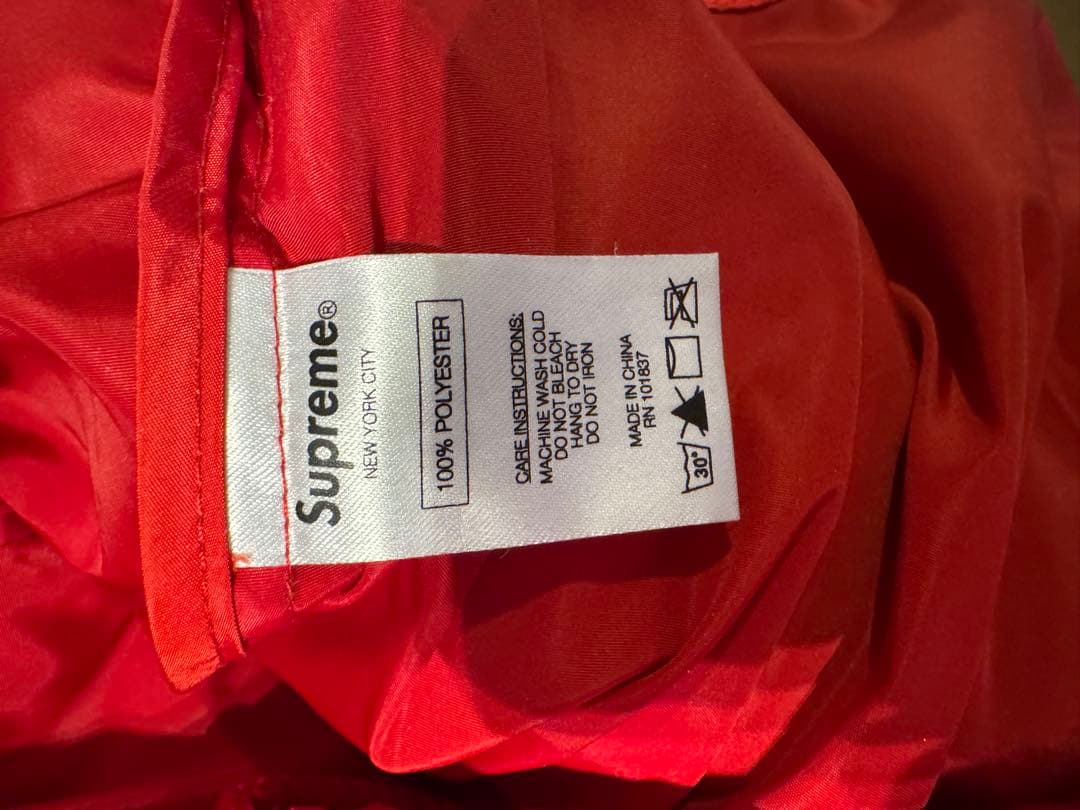 Supreme®
NEW YORK CITY
100% POLYESTER
CARE INSTRUCTIONS:
MACHINE WASH COLD
DO NOT BLEACH
HANG TO DRY
DO NOT IRON
MADE IN CHINA
RN 101837
30°